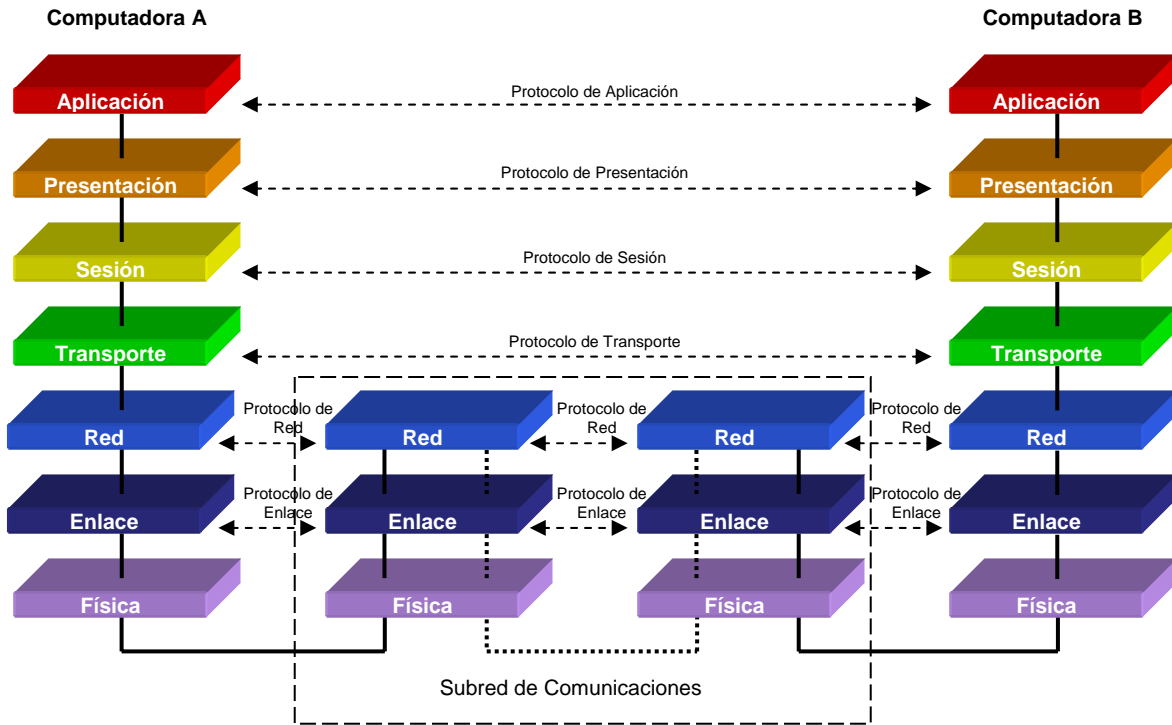 Computadora A
Computadora B
Aplicación
Protocolo de Aplicación
Aplicación
Presentación
Protocolo de Presentación
Presentación
Sesión
Protocolo de Sesión
Sesión
Transporte
Protocolo de Transporte
Transporte
Red
Protocolo de
Red
Red
Protocolo de
Red
Red
Protocolo de
Red
Red
Enlace
Protocolo de
Enlace
Enlace
Protocolo de
Enlace
Enlace
Protocolo de
Enlace
Enlace
Física
Física
Física
Física
Subred de Comunicaciones